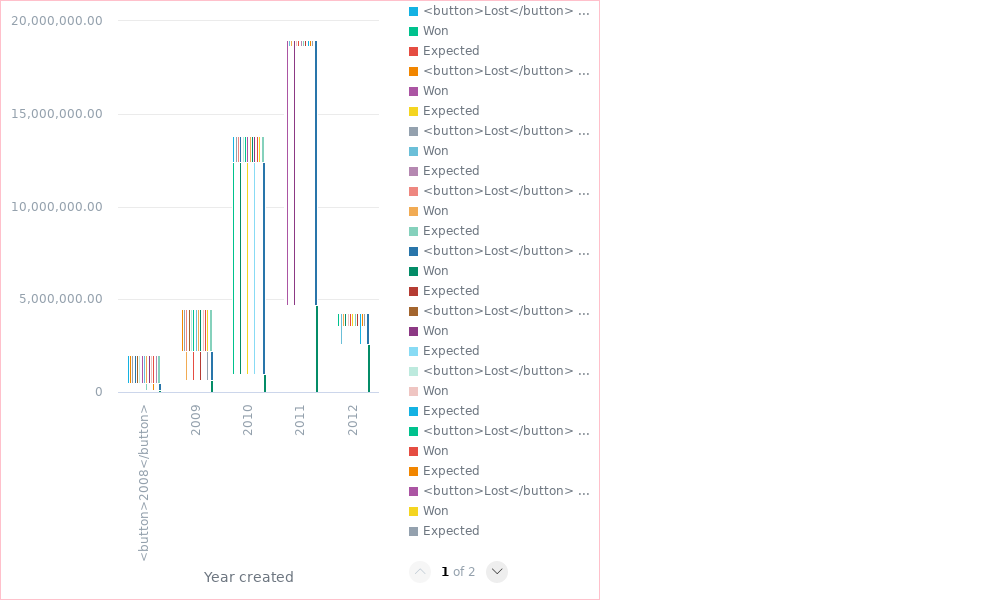 20,000,000.00
15,000,000.00
10,000,000.00
5,000,000.00
0
<button>2008</button>
2009
2010
2011
2012
Year created
<button>Lost</button> ...
Won
Expected
<button>Lost</button> ...
Won
Expected
<button>Lost</button> ...
Won
Expected
<button>Lost</button> ...
Won
Expected
<button>Lost</button> ...
Won
Expected
<button>Lost</button> ...
Won
Expected
<button>Lost</button> ...
Won
Expected
<button>Lost</button> ...
Won
Expected
<button>Lost</button> ...
Won
Expected
1 of 2